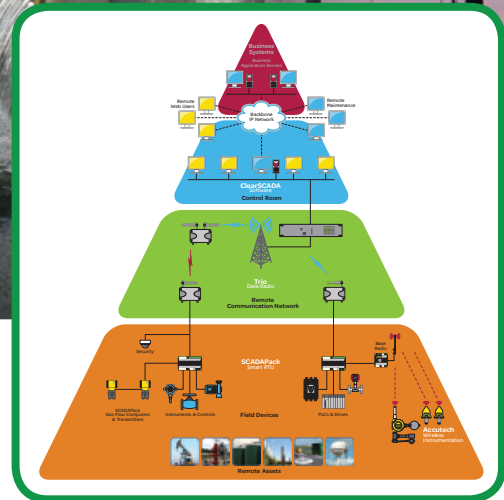 Business
Systems
Business
Application Servers
Remote
Web Users
Backbone
IP Network
Remote
Maintenance
ClearSCADA
Software
Control Room
Trio
Data Radio
Remote
Communication Network
SCADAPack
Smart RTU
Security
Base
Radio
SCADAPack
Gas Flow Computers
& Transmitters
Instruments & Controls
Field Devices
PLCs & Drives
Accutech
Wireless
Instrumentation
Remote Assets